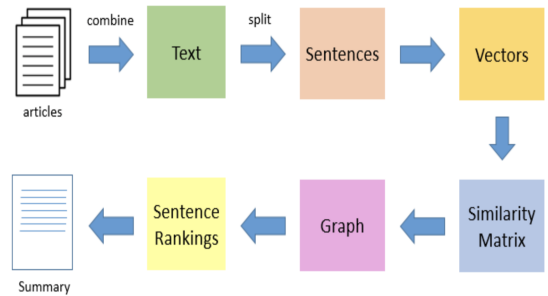 combine
split
Text
Sentences
Vectors
articles
Similarity
Matrix
Graph
Sentence
Rankings
Summary